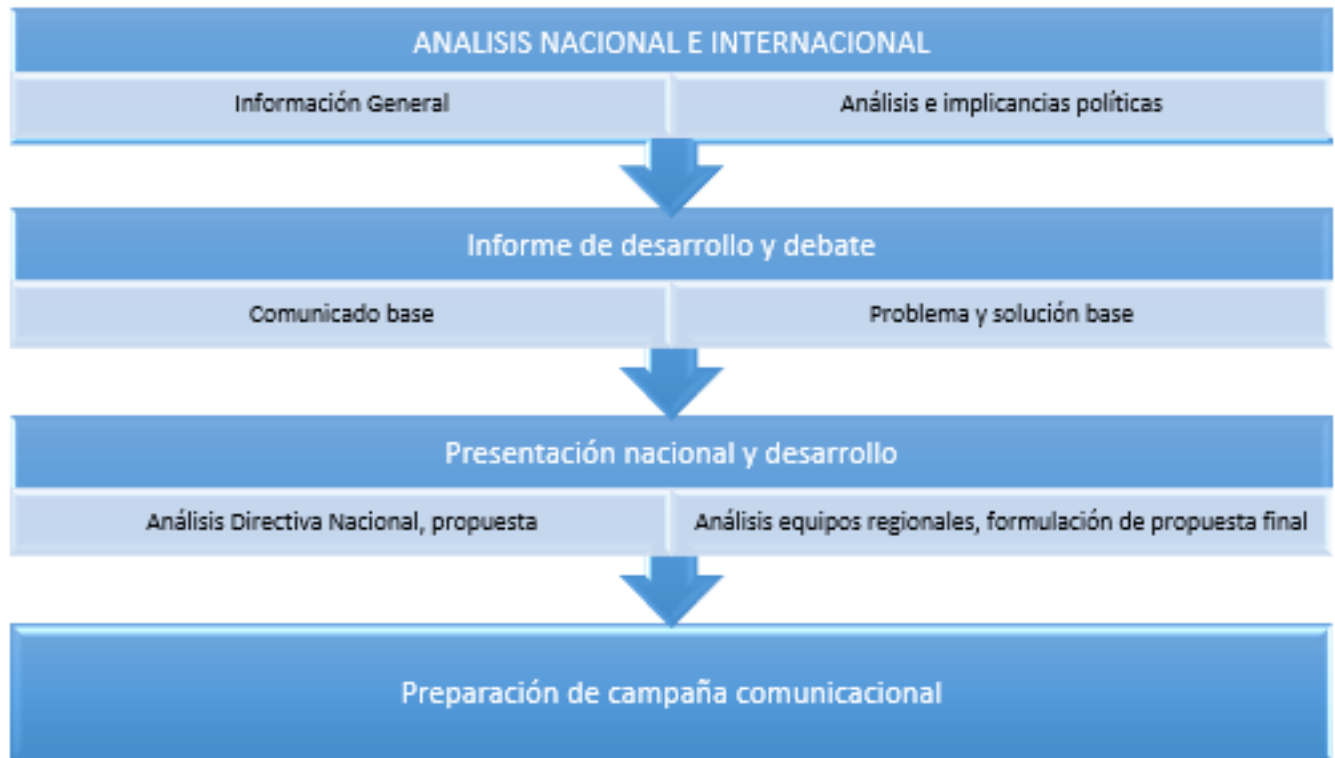 ANALISIS NACIONAL E INTERNACIONAL
Información General
Análisis e implicancias políticas
Informe de desarrollo y debate
Comunicado base
Problema y solución base
Presentación nacional y desarrollo
Análisis Directiva Nacional, propuesta
Análisis equipos regionales, formulación de propuesta final
Preparación de campaña comunicacional